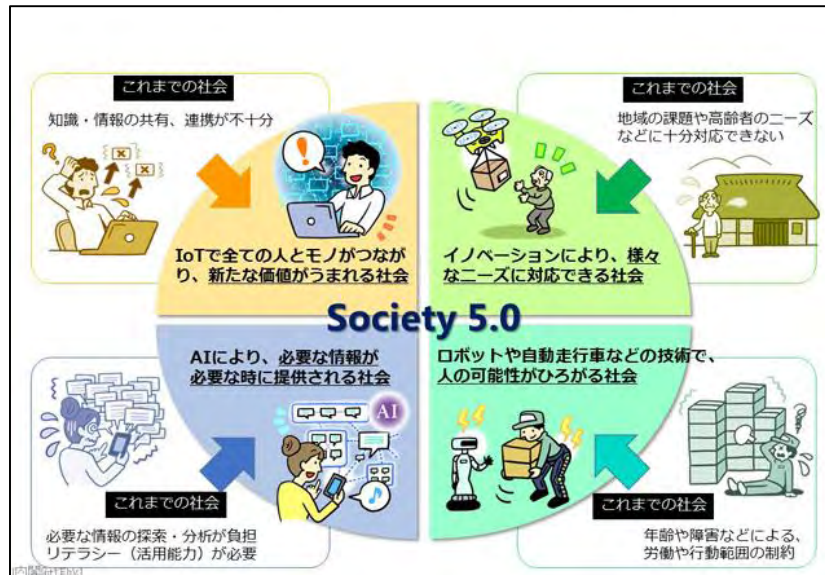 これまでの社会
知識・情報の共有、連携が不十分
IoTで全ての人とモノがつなが
り、新たな価値がうまれる社会
これまでの社会
地域の課題や高齢者のニーズ
などに十分対応できない
イノベーションにより、様々
なニーズに対応できる社会
Society 5.0
AIにより、必要な情報が
必要な時に提供される社会
AI
これまでの社会
必要な情報の探索・分析が負担
リテラシー（活用能力）が必要
ロボットや自動走行車などの技術で、
人の可能性がひろがる社会
これまでの社会
年齢や障害などによる、
労働や行動範囲の制約